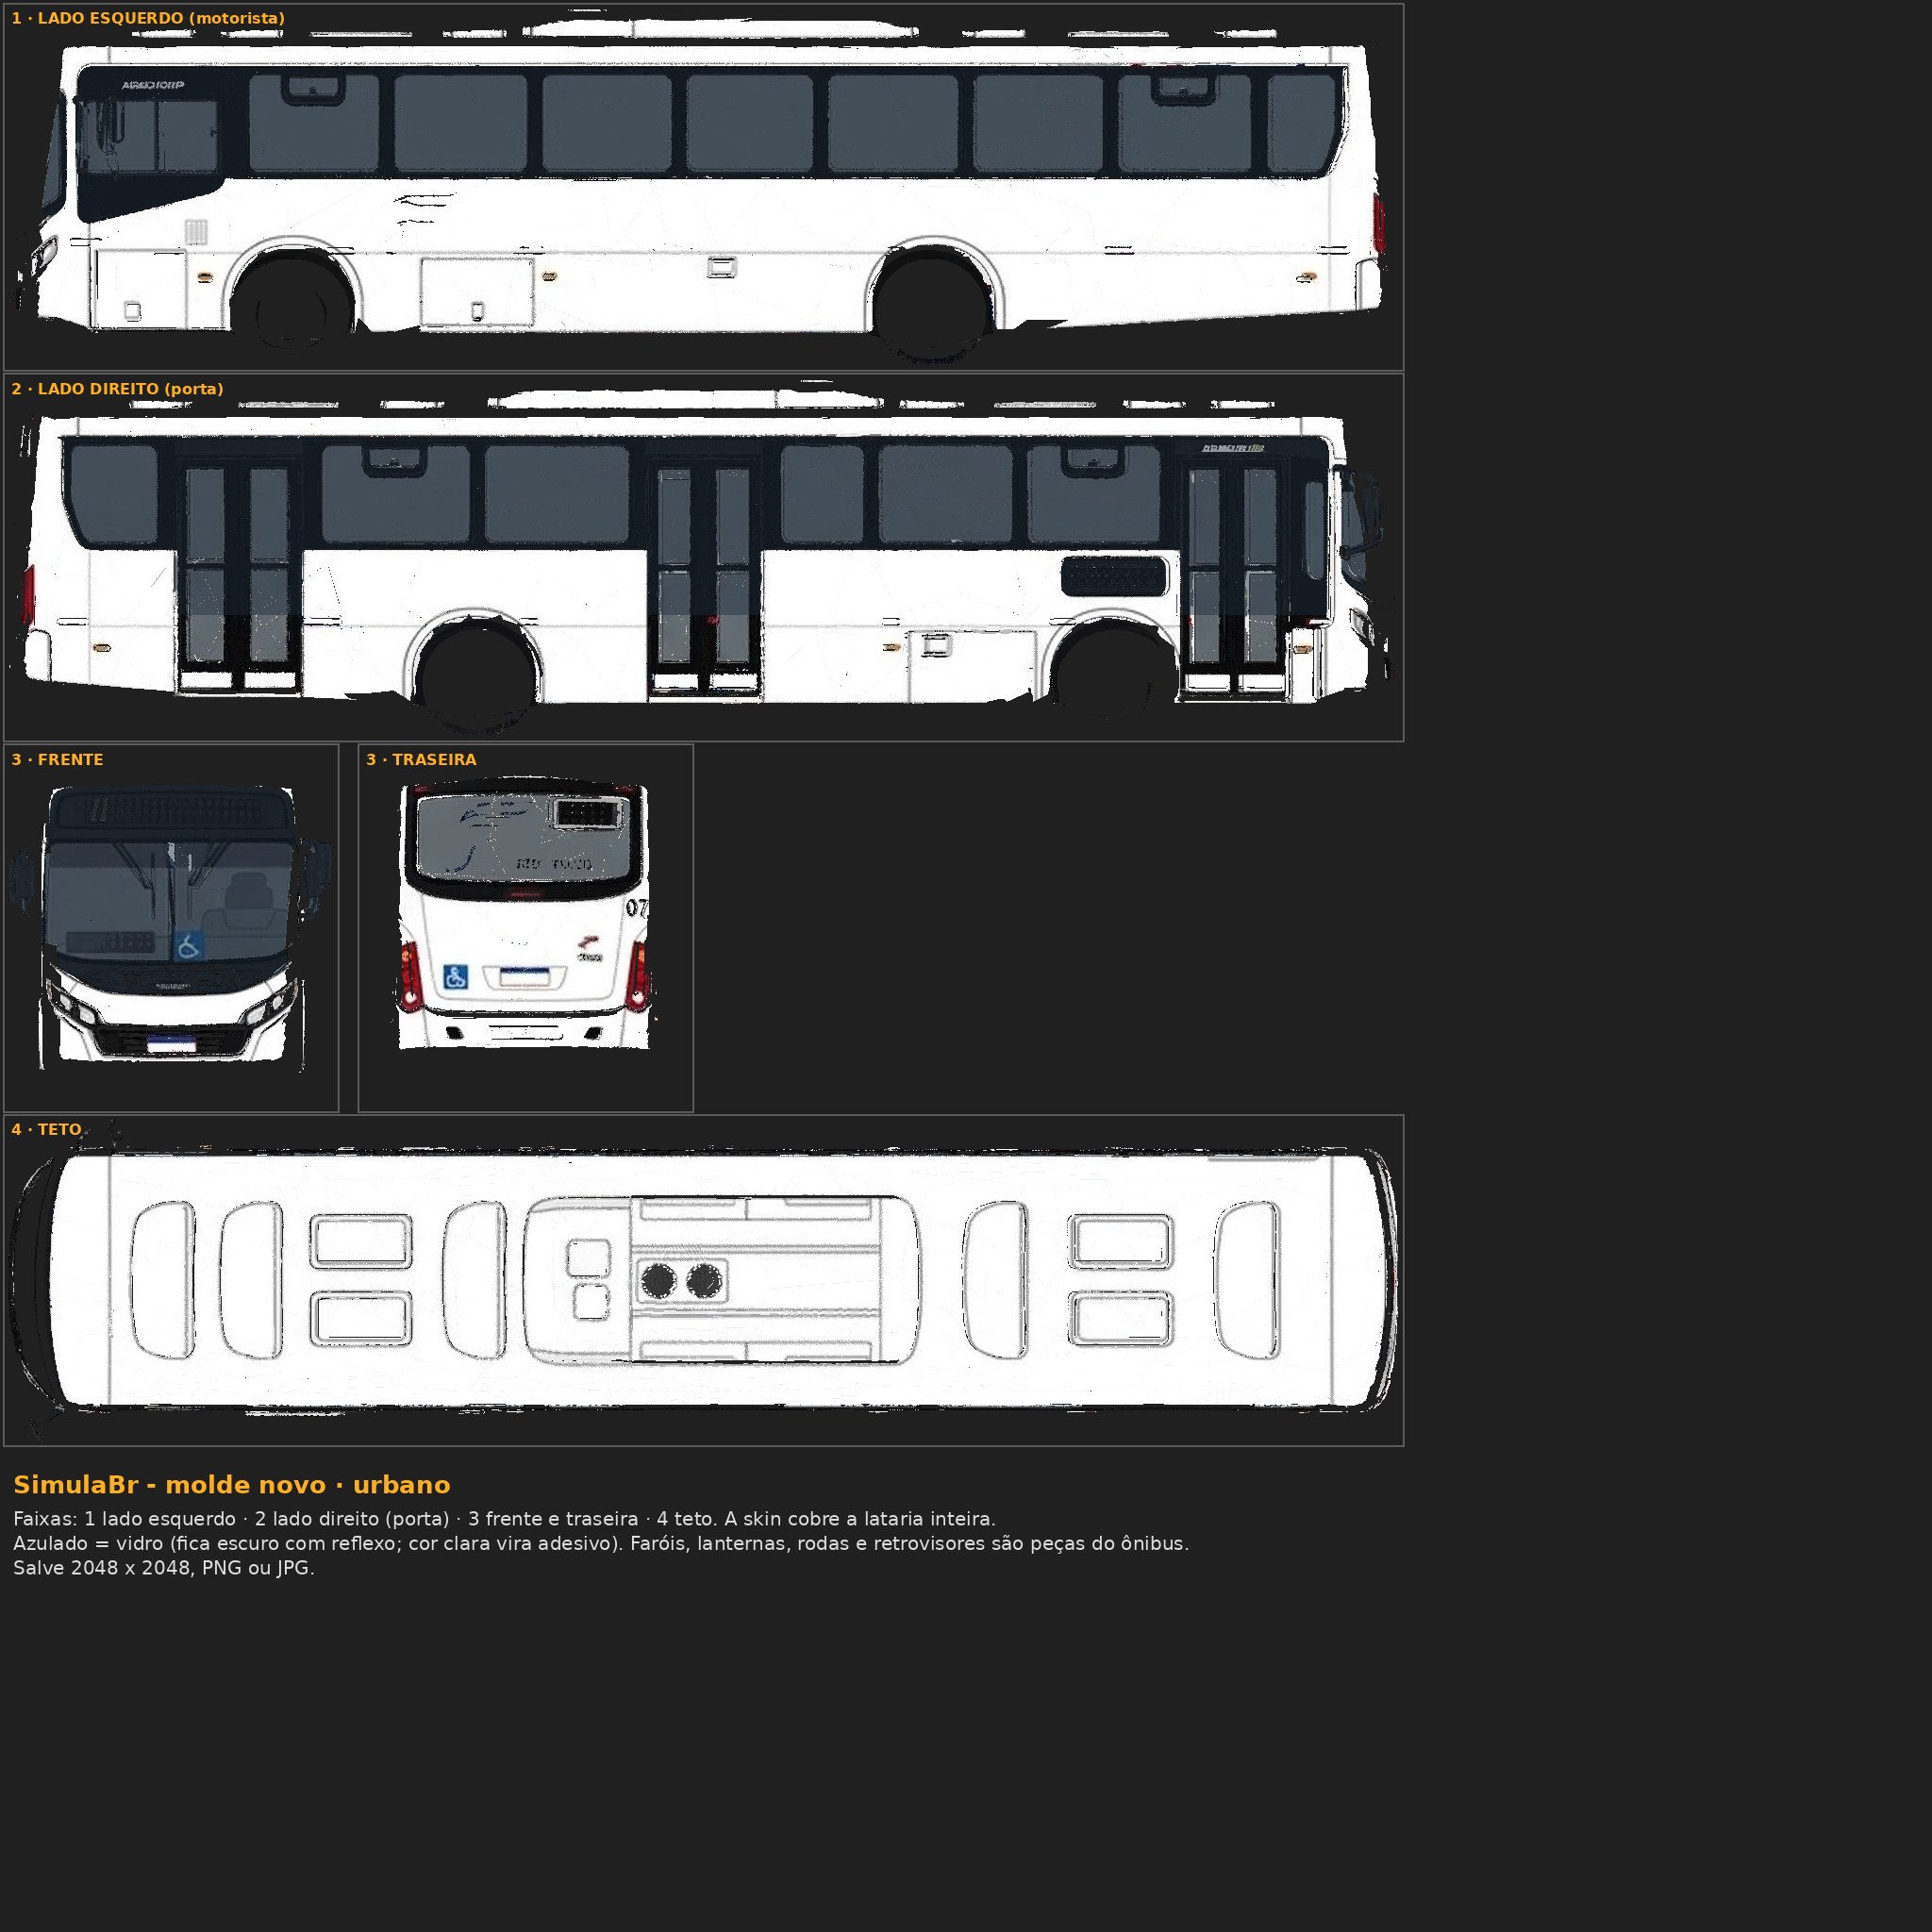 1 · LADO ESQUERDO (motorista)
2 · LADO DIREITO (porta)
3 · FRENTE
3 · TRASEIRA
07
4 · TETO
SimulaBr - molde novo · urbano
Faixas: 1 lado esquerdo · 2 lado direito (porta) · 3 frente e traseira · 4 teto. A skin cobre a lataria inteira.
Azulado = vidro (fica escuro com reflexo; cor clara vira adesivo). Faróis, lanternas, rodas e retrovisores são peças do ônibus.
Salve 2048 x 2048, PNG ou JPG.